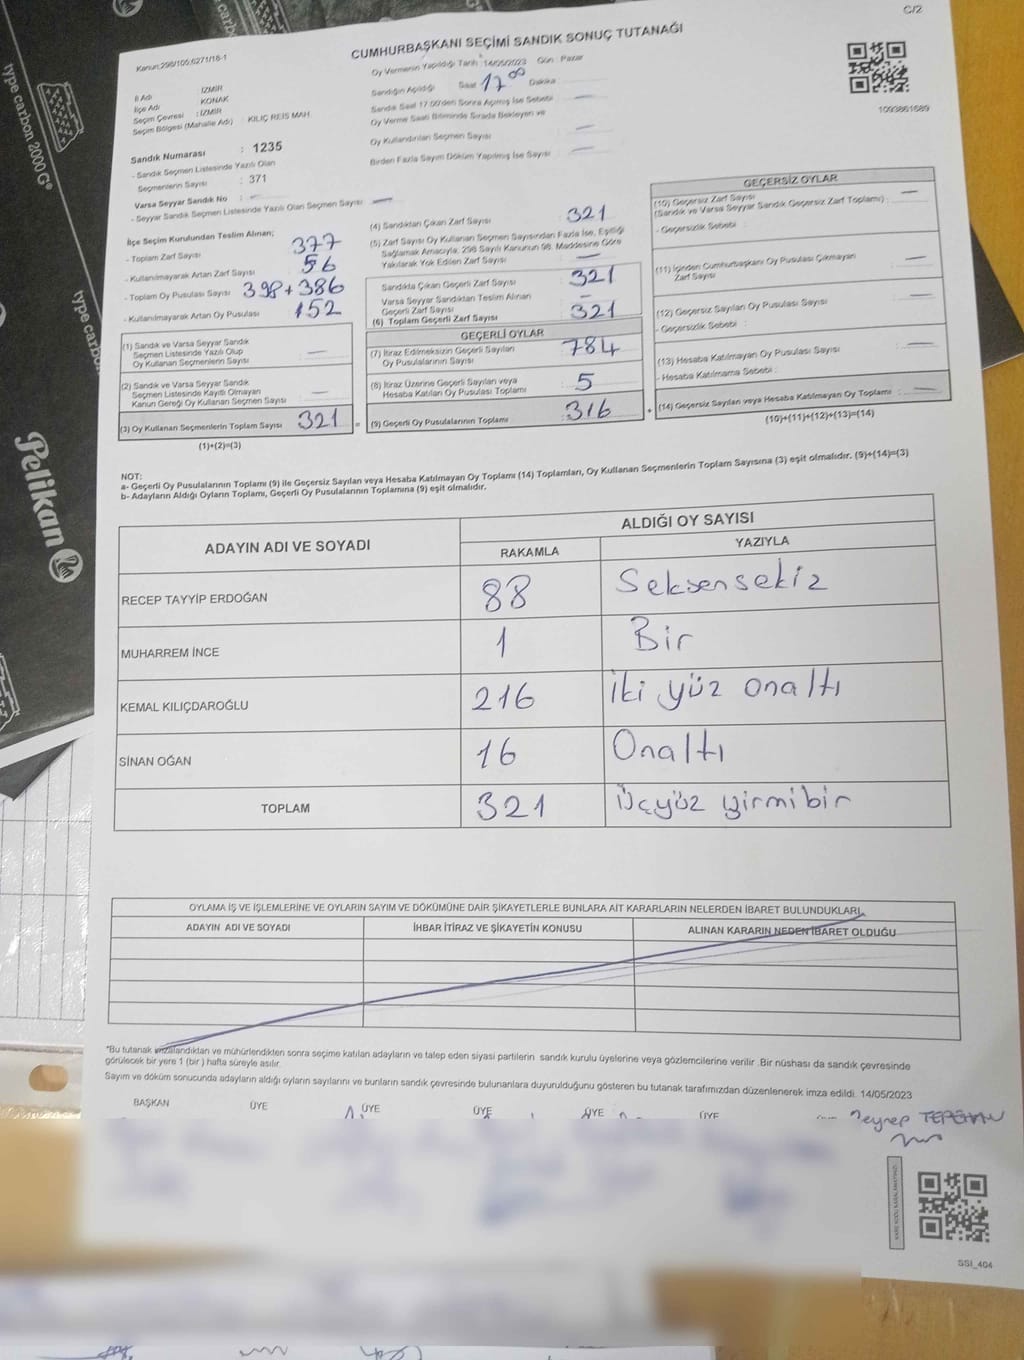 C/2
Kanun:298/105;6271/18-1
CUMHURBAŞKANI SEÇİMİ SANDIK SONUÇ TUTANAĞI
Oy Vermenin Yapıldığı Tarih :14/05/2023 Gün : Pazar
Sandığın Açıldığı Saat 17 00 Dakika
Sandık Saat 17:00'den Sonra Açılmış İse Sebebi
Oy Verme Saati Bitiminde Sırada Bekleyen ve
Oy Kullandırılan Seçmen Sayısı
Birden Fazla Sayım Döküm Yapılmış İse Sayısı
1093861689
İl Adı : İZMİR
İlçe Adı : KONAK
Seçim Çevresi : İZMİR
Seçim Bölgesi (Mahalle Adı) : KILIÇ REİS MAH.
Sandık Numarası : 1235
- Sandık Seçmen Listesinde Yazılı Olan
Seçmenlerin Sayısı : 371
Varsa Seyyar Sandık No :
- Seyyar Sandık Seçmen Listesinde Yazılı Olan Seçmen Sayısı :
İlçe Seçim Kurulundan Teslim Alınan;
- Toplam Zarf Sayısı 377
- Kullanılmayarak Artan Zarf Sayısı 56
- Toplam Oy Pusulası Sayısı 398+386
- Kullanılmayarak Artan Oy Pusulası 152
(1) Sandık ve Varsa Seyyar Sandık
Seçmen Listesinde Yazılı Olup
Oy Kullanan Seçmenlerin Sayısı
(2) Sandık ve Varsa Seyyar Sandık
Seçmen Listesinde Kayıtlı Olmayan
Kanun Gereği Oy Kullanan Seçmen Sayısı
(3) Oy Kullanan Seçmenlerin Toplam Sayısı 321
(1)+(2)=(3)
(4) Sandıktan Çıkan Zarf Sayısı 321
(5) Zarf Sayısı Oy Kullanan Seçmen Sayısından Fazla İse, Eşitliği
Sağlamak Amacıyla; 298 Sayılı Kanunun 98. Maddesine Göre
Yakılarak Yok Edilen Zarf Sayısı
Sandıkta Çıkan Geçerli Zarf Sayısı 321
Varsa Seyyar Sandıktan Teslim Alınan
Geçerli Zarf Sayısı
(6) Toplam Geçerli Zarf Sayısı 321
GEÇERLİ OYLAR
(7) İtiraz Edilmeksizin Geçerli Sayılan
Oy Pusulalarının Sayısı 784
(8) İtiraz Üzerine Geçerli Sayılan veya
Hesaba Katılan Oy Pusulası Toplamı 5
(9) Geçerli Oy Pusulalarının Toplamı 316
GEÇERSİZ OYLAR
(10) Geçersiz Zarf Sayısı
(Sandık ve Varsa Seyyar Sandık Geçersiz Zarf Toplamı) :
- Geçersizlik Sebebi :
(11) İçinden Cumhurbaşkanı Oy Pusulası Çıkmayan
Zarf Sayısı
(12) Geçersiz Sayılan Oy Pusulası Sayısı
- Geçersizlik Sebebi :
(13) Hesaba Katılmayan Oy Pusulası Sayısı
- Hesaba Katılmama Sebebi :
(14) Geçersiz Sayılan veya Hesaba Katılmayan Oy Toplamı :
(10)+(11)+(12)+(13)=(14)
NOT:
a- Geçerli Oy Pusulalarının Toplamı (9) ile Geçersiz Sayılan veya Hesaba Katılmayan Oy Toplamı (14) Toplamları, Oy Kullanan Seçmenlerin Toplam Sayısına (3) eşit olmalıdır. (9)+(14)=(3)
b- Adayların Aldığı Oyların Toplamı, Geçerli Oy Pusulalarının Toplamına (9) eşit olmalıdır.
ADAYIN ADI VE SOYADI ALDIĞI OY SAYISI
RAKAMLA YAZIYLA
RECEP TAYYİP ERDOĞAN 88 Seksensekiz
MUHARREM İNCE 1 Bir
KEMAL KILIÇDAROĞLU 216 iki yüz onaltı
SİNAN OĞAN 16 Onaltı
TOPLAM 321 üçyüz yirmibir
OYLAMA İŞ VE İŞLEMLERİNE VE OYLARIN SAYIM VE DÖKÜMÜNE DAİR ŞİKAYETLERLE BUNLARA AİT KARARLARIN NELERDEN İBARET BULUNDUKLARI
ADAYIN ADI VE SOYADI İHBAR İTİRAZ VE ŞİKAYETİN KONUSU ALINAN KARARIN NEDEN İBARET OLDUĞU
*Bu tutanak imzalandıktan ve mühürlendikten sonra seçime katılan adayların ve talep eden siyasi partilerin sandık kurulu üyelerine veya gözlemcilerine verilir .Bir nüshası da sandık çevresinde
görülecek bir yere 1 (bir ) hafta süreyle asılır.
Sayım ve döküm sonucunda adayların aldığı oyların sayılarını ve bunların sandık çevresinde bulunanlara duyurulduğunu gösteren bu tutanak tarafımızdan düzenlenerek imza edildi. 14/05/2023
BAŞKAN ÜYE ÜYE ÜYE ÜYE ÜYE
Zeynep TEPEHAN
SSI_404
type carbon 2000 G
type carbon
Pelikan